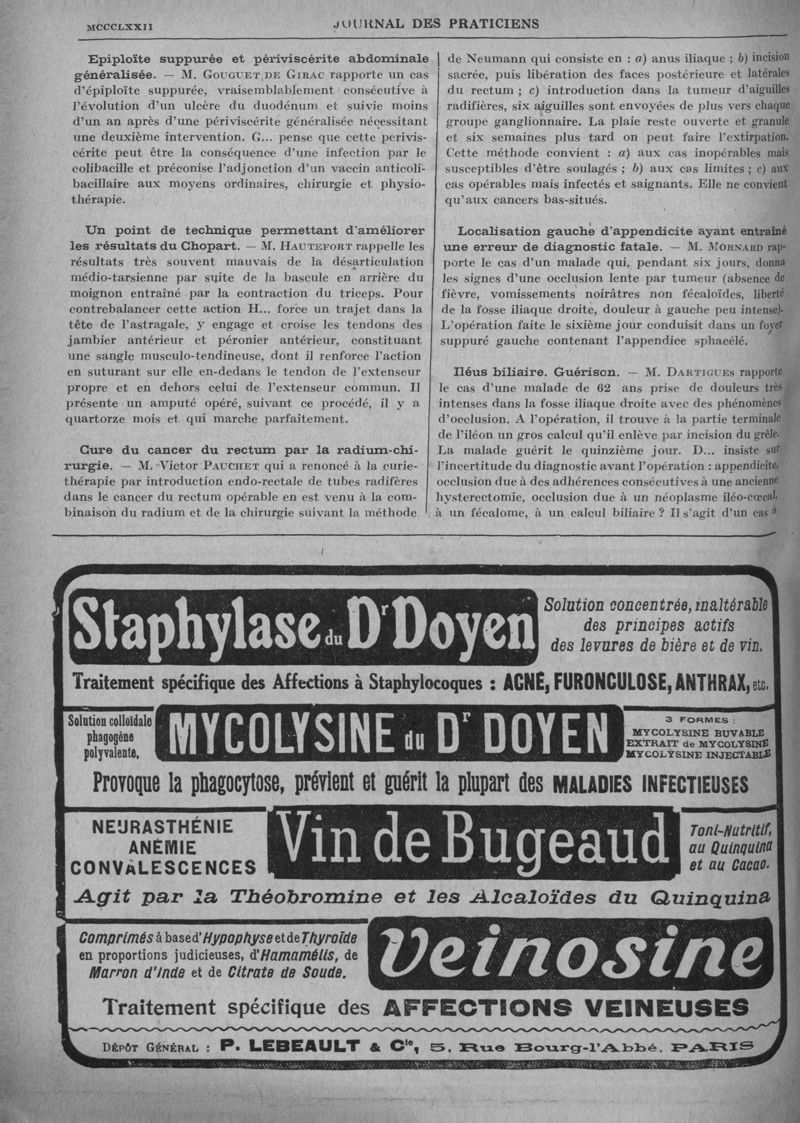 MCCCLXXII
JOURNAL DES PRATICIENS
Epiploïte suppurée et périviscérite abdominale
généralisée. — M. GOUGUET DE GIRAC rapporte un cas
d'épiploïte suppurée, vraisemblablement consécutive à
l'évolution d'un ulcère du duodénum et suivie moins
d'un an après d'une périviscérite généralisée nécessitant
une deuxième intervention. G... pense que cette perivis-
cérite peut être la conséquence d'une infection par le
colibacille et préconise l'adjonction d'un vaccin anticoli-
bacillaire aux moyens ordinaires, chirurgie et physio-
thérapie.
Un point de technique permettant d'améliorer
les résultats du Chopart. — M. HAUTEFORT rappelle les
résultats très souvent mauvais de la désarticulation
médio-tarsienne par suite de la bascule en arrière du
moignon entraîné par la contraction du triceps. Pour
contrebalancer cette action H... force un trajet dans la
tête de l'astragale, y engage et croise les tendons des
jambier antérieur et péronier antérieur, constituant
une sangle musculo-tendineuse, dont il renforce l'action
en suturant sur elle en-dedans le tendon de l'extenseur
propre et en dehors celui de l'extenseur commun. Il
présente un amputé opéré, suivant ce procédé, il y a
quartorze mois et qui marche parfaitement.
Cure du cancer du rectum par la radium-chi-
rurgie. — M. Victor PAUCHET qui a renoncé à la curie-
thérapie par introduction endo-rectale de tubes radifères
dans le cancer du rectum opérable en est venu à la com-
binaison du radium et de la chirurgie suivant la méthode
de Neumann qui consiste en : a) anus iliaque ; b) incision
sacrée, puis libération des faces postérieure et latérales
du rectum ; c) introduction dans la tumeur d'aiguilles
radifières, six aiguilles sont envoyées de plus vers chaque
groupe ganglionnaire. La plaie reste ouverte et granule
et six semaines plus tard on peut faire l'extirpation.
Cette méthode convient : a) aux cas inopérables mais
susceptibles d'être soulagés ; b) aux cas limites ; c) aux
cas opérables mais infectés et saignants. Elle ne convient
qu'aux cancers bas-situés.
Localisation gauche d'appendicite ayant entraîné
une erreur de diagnostic fatale. — M. MORNARD rap-
porte le cas d'un malade qui, pendant six jours, donna
les signes d'une occlusion lente par tumeur (absence de
fièvre, vomissements noirâtres non fécaloïdes, liberté
de la fosse iliaque droite, douleur à gauche peu intense).
L'opération faite le sixième jour conduisit dans un foyer
suppuré gauche contenant l'appendice sphacélé.
Iléus biliaire. Guérison. — M. DARTIGUES rapporte
le cas d'une malade de 62 ans prise de douleurs très
intenses dans la fosse iliaque droite avec des phénomènes
d'occlusion. A l'opération, il trouve à la partie terminale
de l'iléon un gros calcul qu'il enlève par incision du grêle.
La malade guérit le quinzième jour. D... insiste sur
l'incertitude du diagnostic avant l'opération : appendicite,
occlusion due à des adhérences consécutives à une ancienne
hysterectomie, occlusion due à un néoplasme iléo-cœcal,
à un fécalome, à un calcul biliaire ? Il s'agit d'un cas à
Staphylase du Dr Doyen
Solution concentrée, inaltérable
des principes actifs
des levures de bière et de vin.
Traitement spécifique des Affections à Staphylocoques : ACNÉ, FURONCULOSE, ANTHRAX, etc.
Solution colloïdale
phagogène
polyvalente,
MYCOLYSINE du Dr DOYEN
3 FORMES :
MYCOLYSINE BUVABLE
EXTRAIT de MYCOLYSINE
MYCOLYSINE INJECTABLE
Provoque la phagocytose, prévient et guérit la plupart des MALADIES INFECTIEUSES
NEURASTHÉNIE
ANÉMIE
CONVALESCENCES
Vin de Bugeaud
Toni-Nutritif,
au Quinquina
et au Cacao.
Agit par la Théobromine et les Alcaloïdes du Quinquina
Comprimés à base d'Hypophyse et de Thyroïde
en proportions judicieuses, d'Hamamélis, de
Marron d'Inde et de Citrate de Soude.
Veinosine
Traitement spécifique des AFFECTIONS VEINEUSES
DÉPÔT GÉNÉRAL : P. LEBEAULT & Cie, 5, Rue Bourg-l'Abbé, PARIS